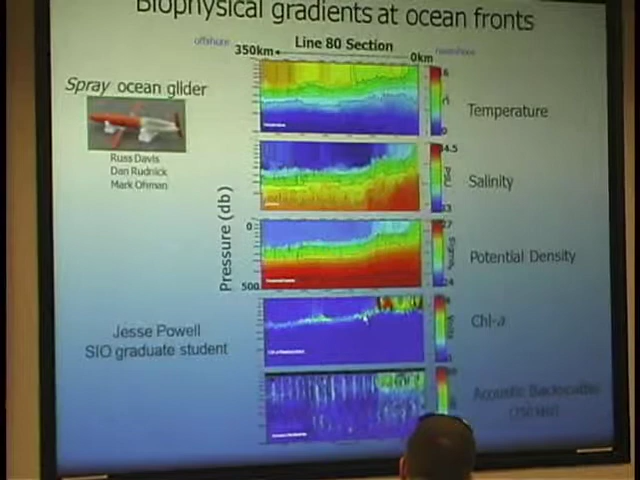 Biophysical gradients at ocean fronts
offshore
Line 80 Section
350km
0km
Spray ocean glider
Russ Davis
Dan Rudnick
Mark Ohman
Temperature
Salinity
Potential Density
Chl-a
Acoustic Backscatter
Pressure (db)
0
500
Jesse Powell
SIO graduate student